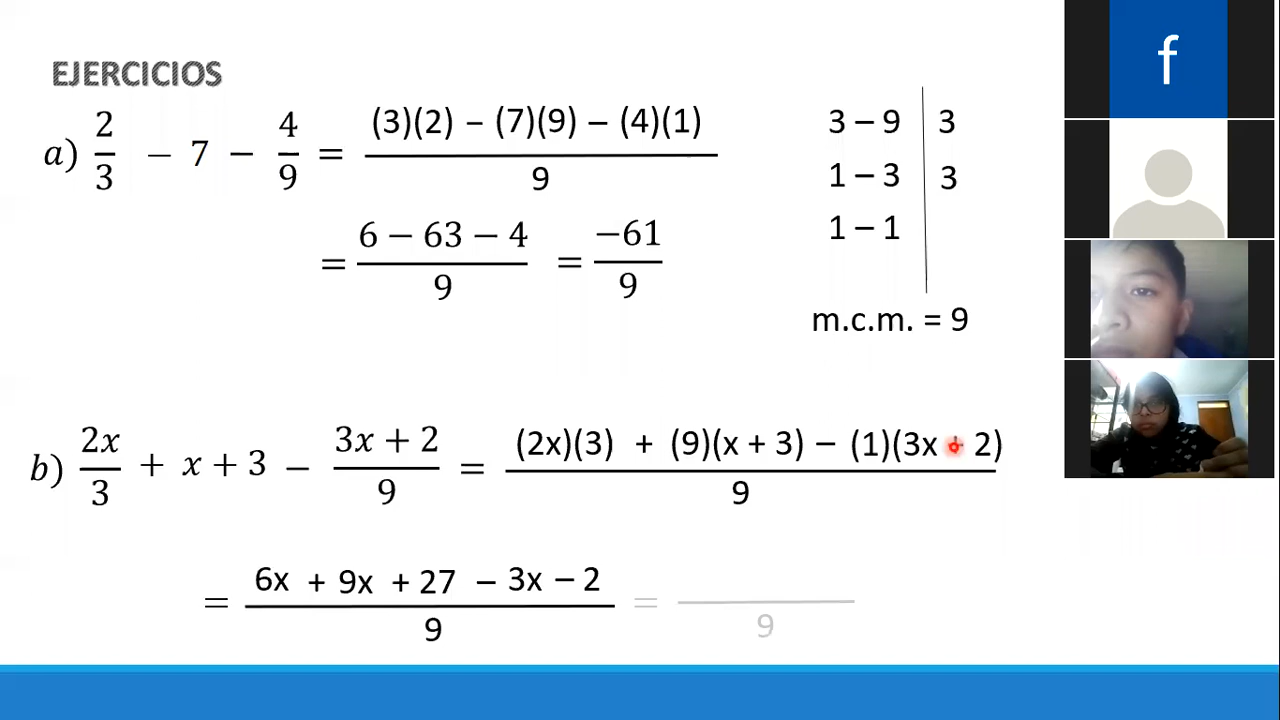 EJERCICIOS
a) 2/3 − 7 − 4/9 = (3)(2) − (7)(9) − (4)(1) / 9
= 6 − 63 − 4 / 9 = −61 / 9
3 – 9 | 3
1 – 3 | 3
1 – 1 |
m.c.m. = 9
b) 2x/3 + x + 3 − 3x + 2 / 9 = (2x)(3) + (9)(x + 3) − (1)(3x + 2) / 9
= 6x + 9x + 27 − 3x − 2 / 9 = / 9
f